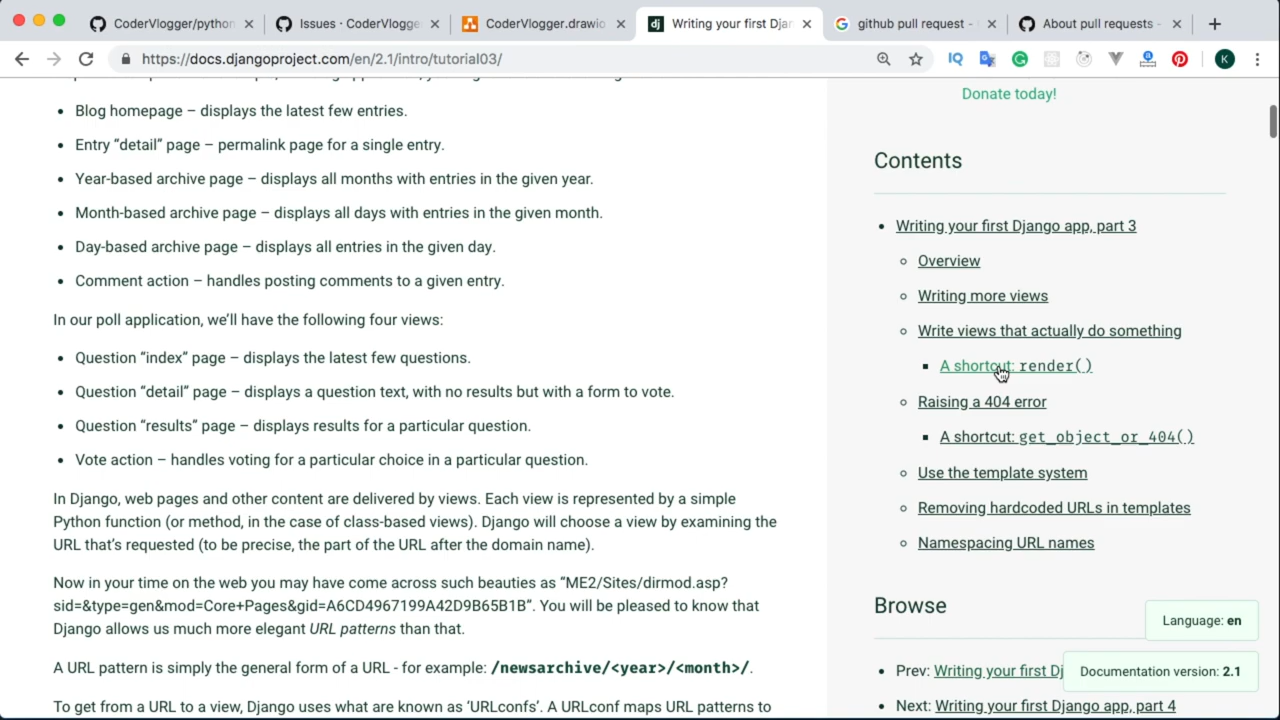 CoderVlogger/python
Issues · CoderVlogge
CoderVlogger.drawio
Writing your first Djan
github pull request -
About pull requests -
https://docs.djangoproject.com/en/2.1/intro/tutorial03/
K
Blog homepage – displays the latest few entries.
Entry “detail” page – permalink page for a single entry.
Year-based archive page – displays all months with entries in the given year.
Month-based archive page – displays all days with entries in the given month.
Day-based archive page – displays all entries in the given day.
Comment action – handles posting comments to a given entry.
In our poll application, we’ll have the following four views:
Question “index” page – displays the latest few questions.
Question “detail” page – displays a question text, with no results but with a form to vote.
Question “results” page – displays results for a particular question.
Vote action – handles voting for a particular choice in a particular question.
In Django, web pages and other content are delivered by views. Each view is represented by a simple
Python function (or method, in the case of class-based views). Django will choose a view by examining the
URL that’s requested (to be precise, the part of the URL after the domain name).
Now in your time on the web you may have come across such beauties as “ME2/Sites/dirmod.asp?
sid=&type=gen&mod=Core+Pages&gid=A6CD4967199A42D9B65B1B”. You will be pleased to know that
Django allows us much more elegant URL patterns than that.
A URL pattern is simply the general form of a URL - for example: /newsarchive/<year>/<month>/.
To get from a URL to a view, Django uses what are known as ‘URLconfs’. A URLconf maps URL patterns to
Donate today!
Contents
Writing your first Django app, part 3
Overview
Writing more views
Write views that actually do something
A shortcut: render()
Raising a 404 error
A shortcut: get_object_or_404()
Use the template system
Removing hardcoded URLs in templates
Namespacing URL names
Browse
Language: en
Prev: Writing your first Dj
Documentation version: 2.1
Next: Writing your first Django app, part 4